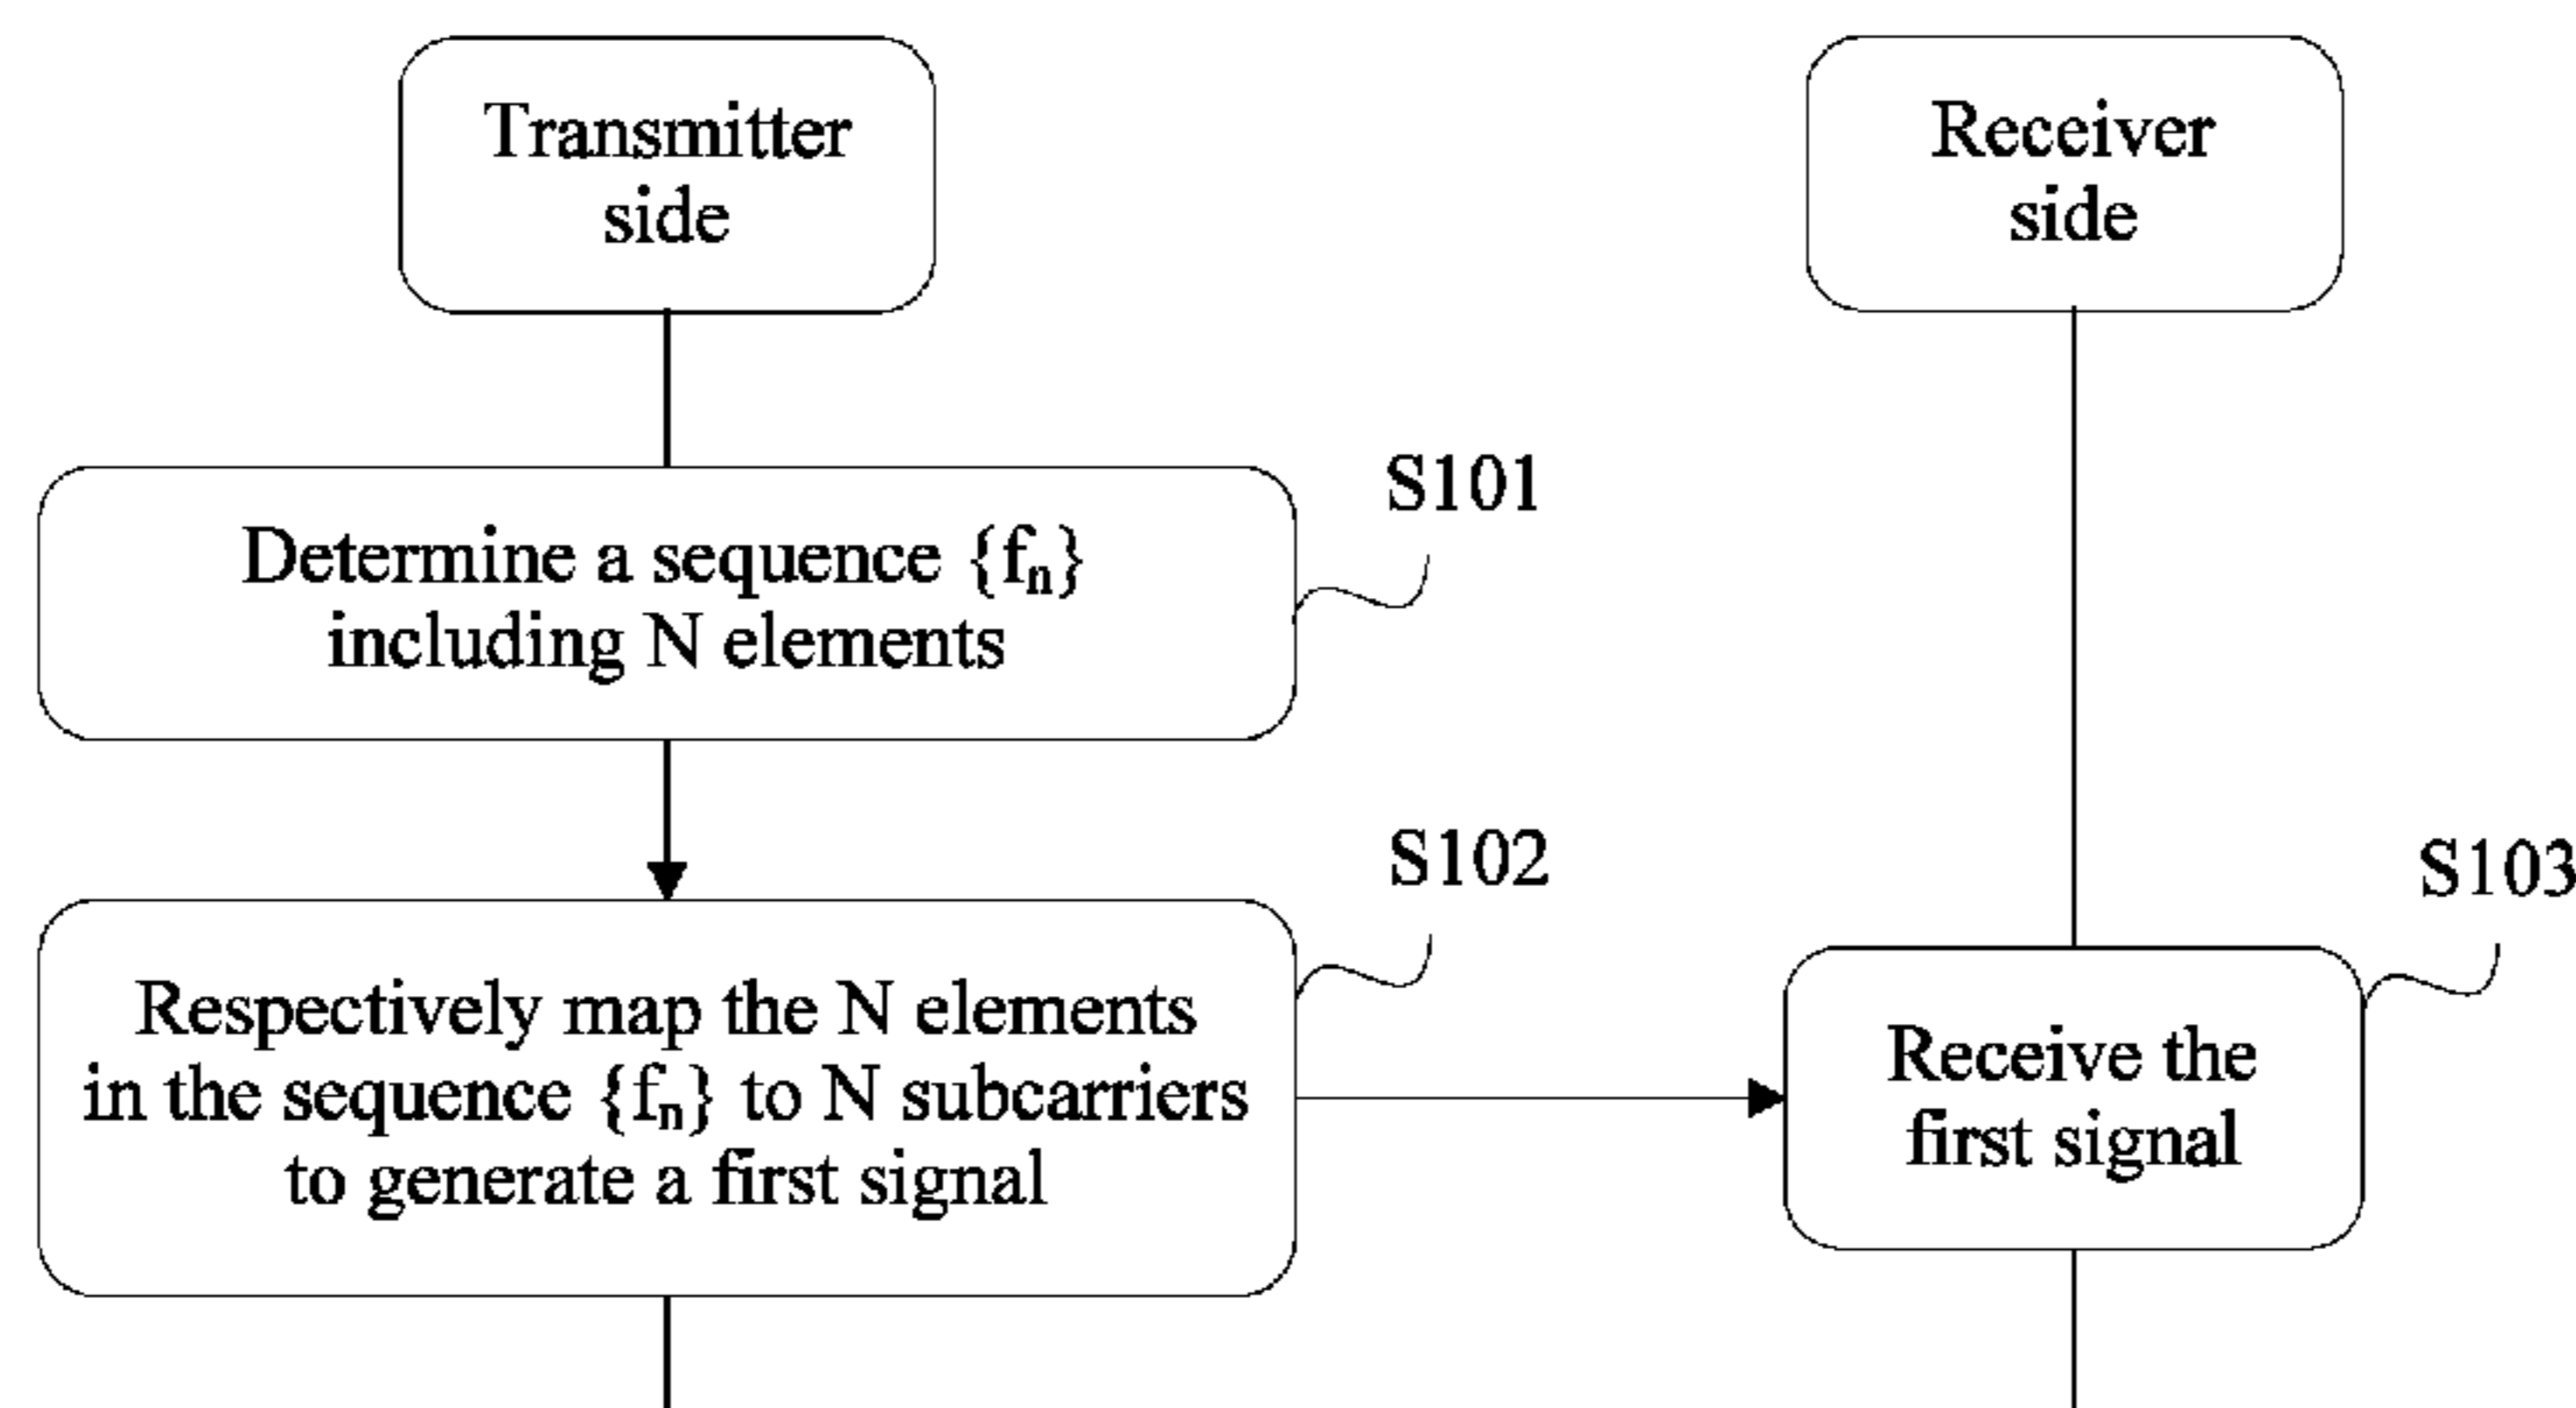 Transmitter
side
Receiver
side
S101
Determine a sequence {fₙ}
including N elements
S102
Respectively map the N elements
in the sequence {fₙ} to N subcarriers
to generate a first signal
S103
Receive the
first signal